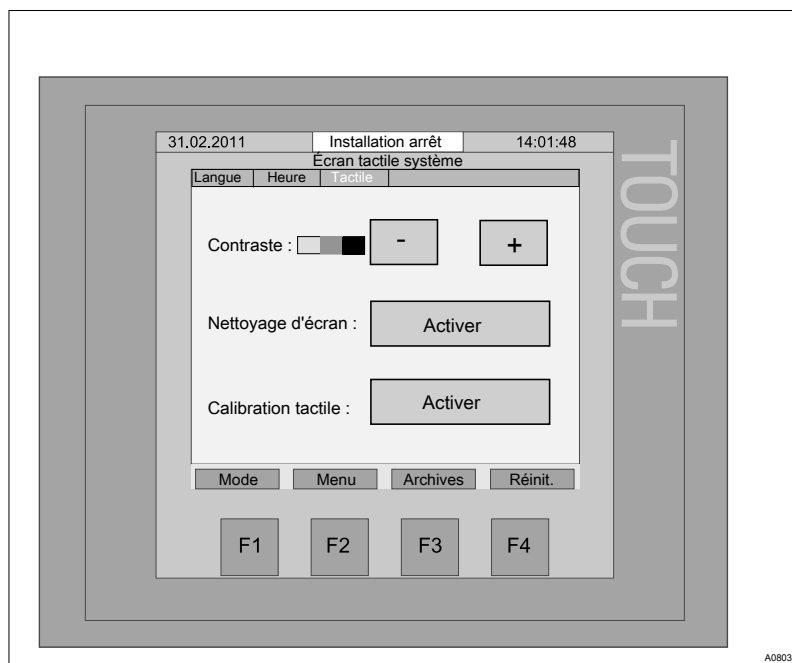 31.02.2011 Installation arrêt 14:01:48
Écran tactile système
Langue Heure Tactile
Contraste : - +
Nettoyage d'écran : Activer
Calibration tactile : Activer
Mode Menu Archives Réinit.
F1 F2 F3 F4
TOUCH
A0803